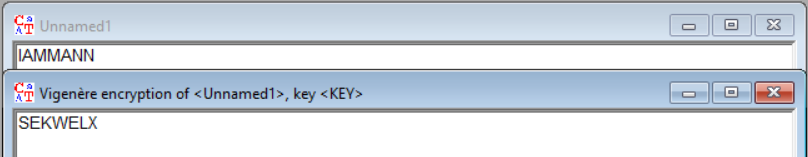 Unnamed1
IAMMANN
Vigenère encryption of <Unnamed1>, key <KEY>
SEKWELX